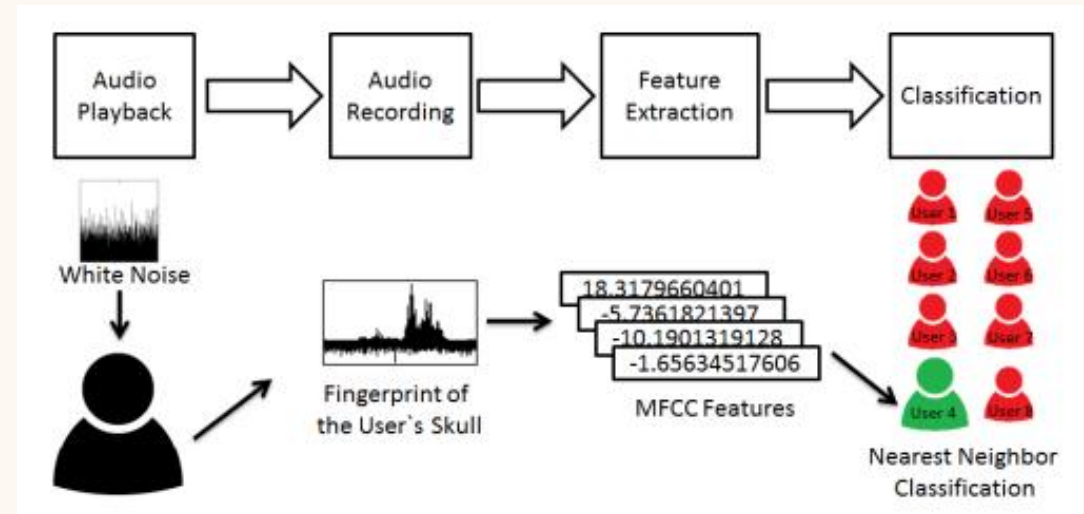 Audio
Playback
Audio
Recording
Feature
Extraction
Classification
White Noise
Fingerprint of
the User`s Skull
18.3179660401
-5.7361821397
-10.1901319128
-1.65634517606
MFCC Features
User 1
User 5
User 2
User 6
User 3
User 7
User 4
User 8
Nearest Neighbor
Classification